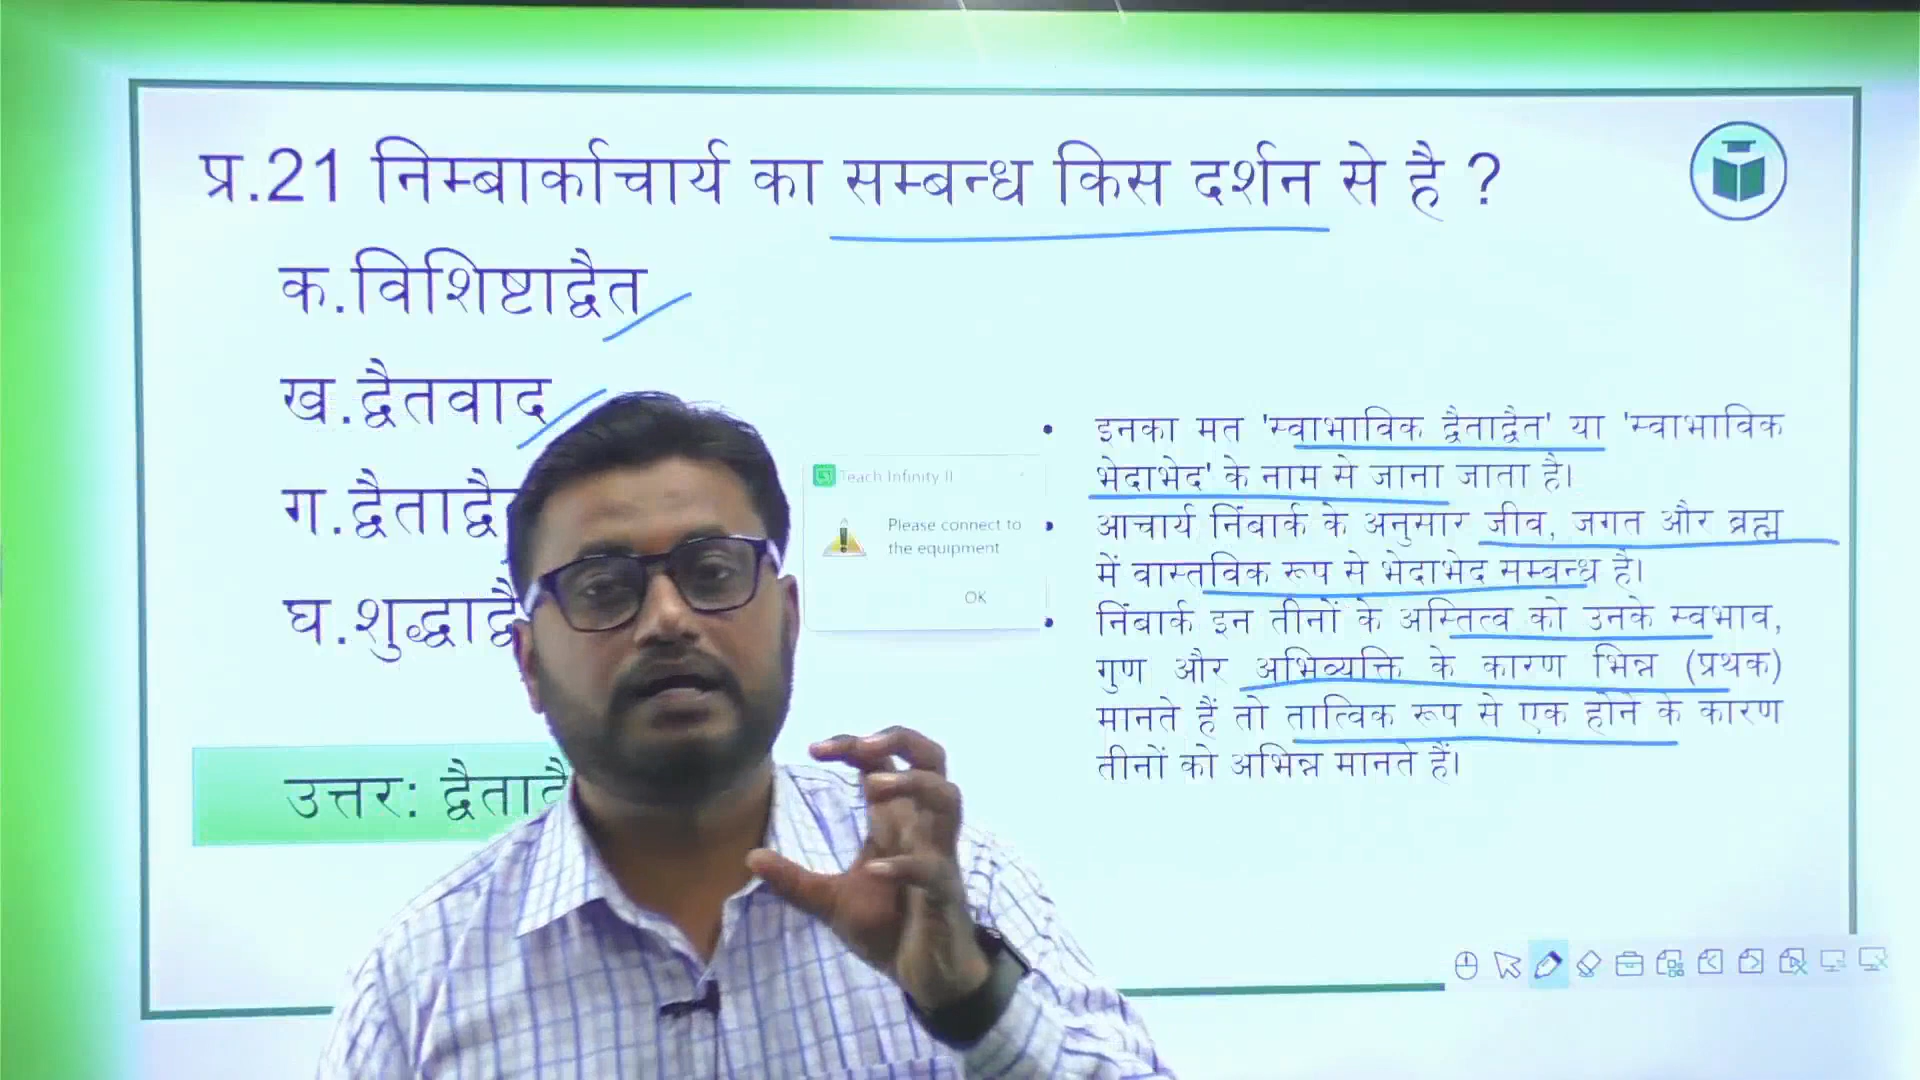 प्र.21 निम्बार्काचार्य का सम्बन्ध किस दर्शन से है ?
क.विशिष्टाद्वैत
ख.द्वैतवाद
ग.द्वैताद्वै
घ.शुद्धाद्वै
उत्तर:
इनका मत 'स्वाभाविक द्वैताद्वैत' या 'स्वाभाविक
भेदाभेद' के नाम से जाना जाता है।
आचार्य निंबार्क के अनुसार जीव, जगत और ब्रह्म
में वास्तविक रूप से भेदाभेद सम्बन्ध है।
निंबार्क इन तीनों के अस्तित्व को उनके स्वभाव,
गुण और अभिव्यक्ति के कारण भिन्न (प्रथक)
मानते हैं तो तात्विक रूप से एक होने के कारण
तीनों को अभिन्न मानते हैं।
Teach Infinity II
Please connect to
the equipment
OK